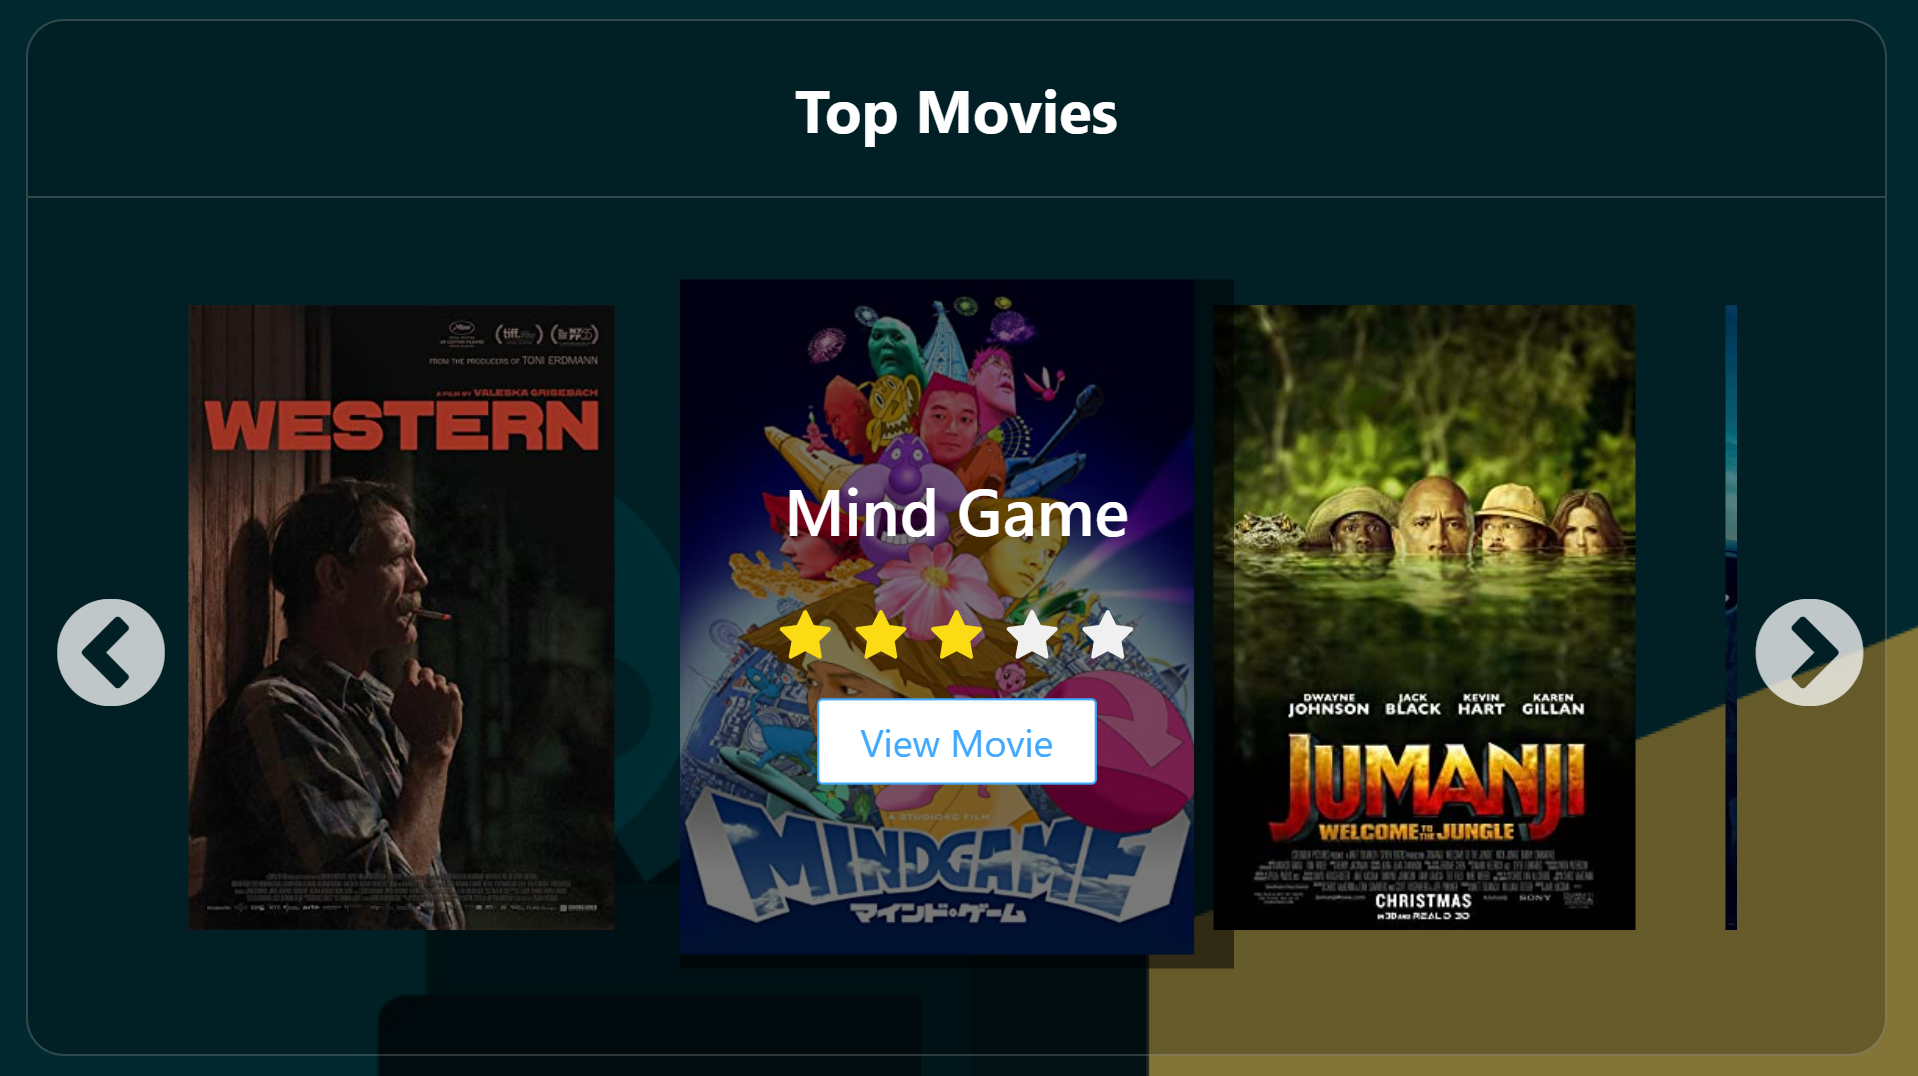 Top Movies
tiff.
FROM THE PRODUCERS OF TONI ERDMANN
A FILM BY VALESKA GRISEBACH
WESTERN
Mind Game
View Movie
A STUDIO4°C FILM
MINDGAME
マインド・ゲーム
DWAYNE JOHNSON JACK BLACK KEVIN HART KAREN GILLAN
JUMANJI
WELCOME TO THE JUNGLE
CHRISTMAS
IN 3D AND REAL D 3D
SONY